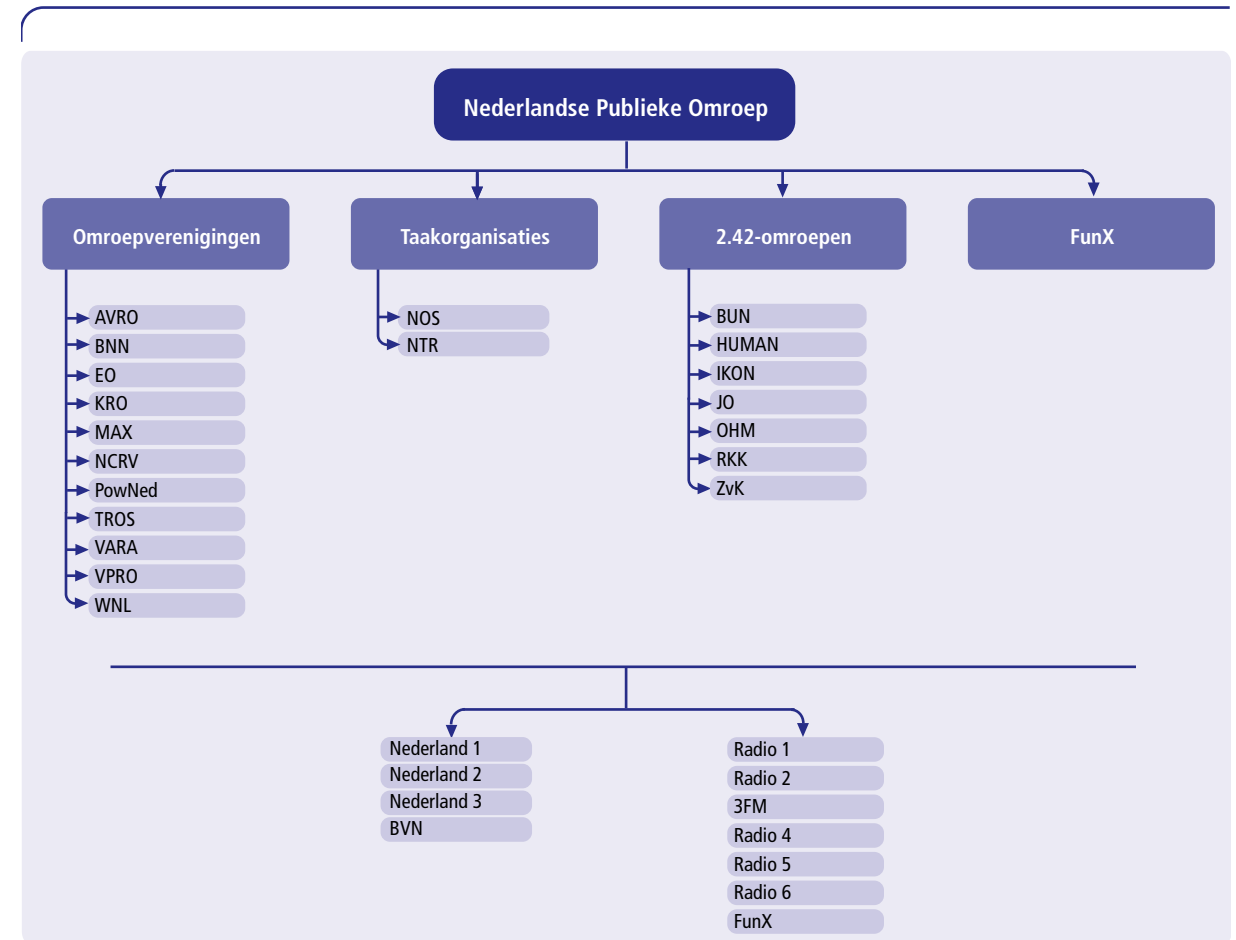 Nederlandse Publieke Omroep
Omroepverenigingen
AVRO
BNN
EO
KRO
MAX
NCRV
PowNed
TROS
VARA
VPRO
WNL
Taakorganisaties
NOS
NTR
2.42-omroepen
BUN
HUMAN
IKON
JO
OHM
RKK
ZvK
FunX
Nederland 1
Nederland 2
Nederland 3
BVN
Radio 1
Radio 2
3FM
Radio 4
Radio 5
Radio 6
FunX